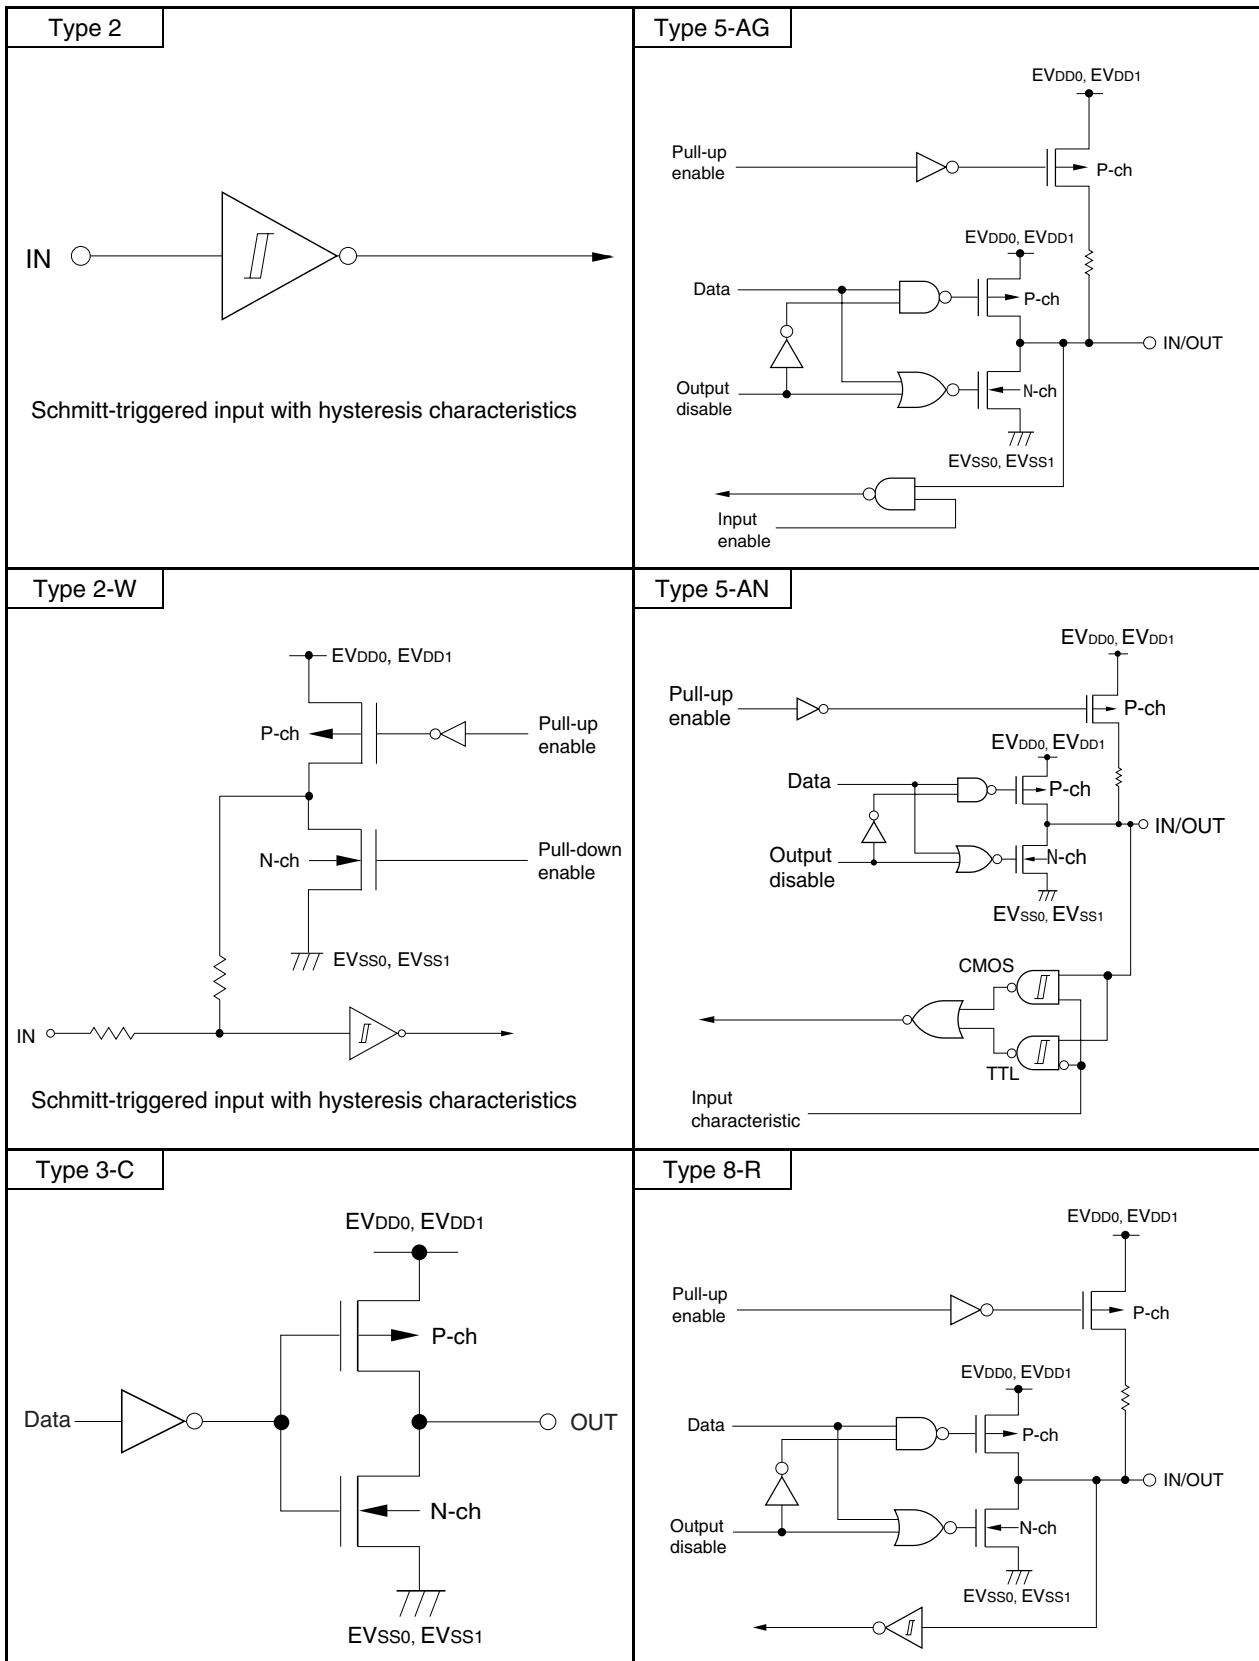 Type 2
IN
Schmitt-triggered input with hysteresis characteristics
Type 5-AG
EVDD0, EVDD1
Pull-up
enable
P-ch
EVDD0, EVDD1
Data
P-ch
IN/OUT
Output
disable
N-ch
EVSS0, EVSS1
Input
enable
Type 2-W
EVDD0, EVDD1
P-ch
Pull-up
enable
N-ch
Pull-down
enable
EVSS0, EVSS1
IN
Schmitt-triggered input with hysteresis characteristics
Type 5-AN
EVDD0, EVDD1
Pull-up
enable
P-ch
EVDD0, EVDD1
Data
P-ch
IN/OUT
Output
disable
N-ch
EVSS0, EVSS1
CMOS
TTL
Input
characteristic
Type 3-C
EVDD0, EVDD1
P-ch
Data
OUT
N-ch
EVSS0, EVSS1
Type 8-R
EVDD0, EVDD1
Pull-up
enable
P-ch
EVDD0, EVDD1
Data
P-ch
IN/OUT
Output
disable
N-ch
EVSS0, EVSS1